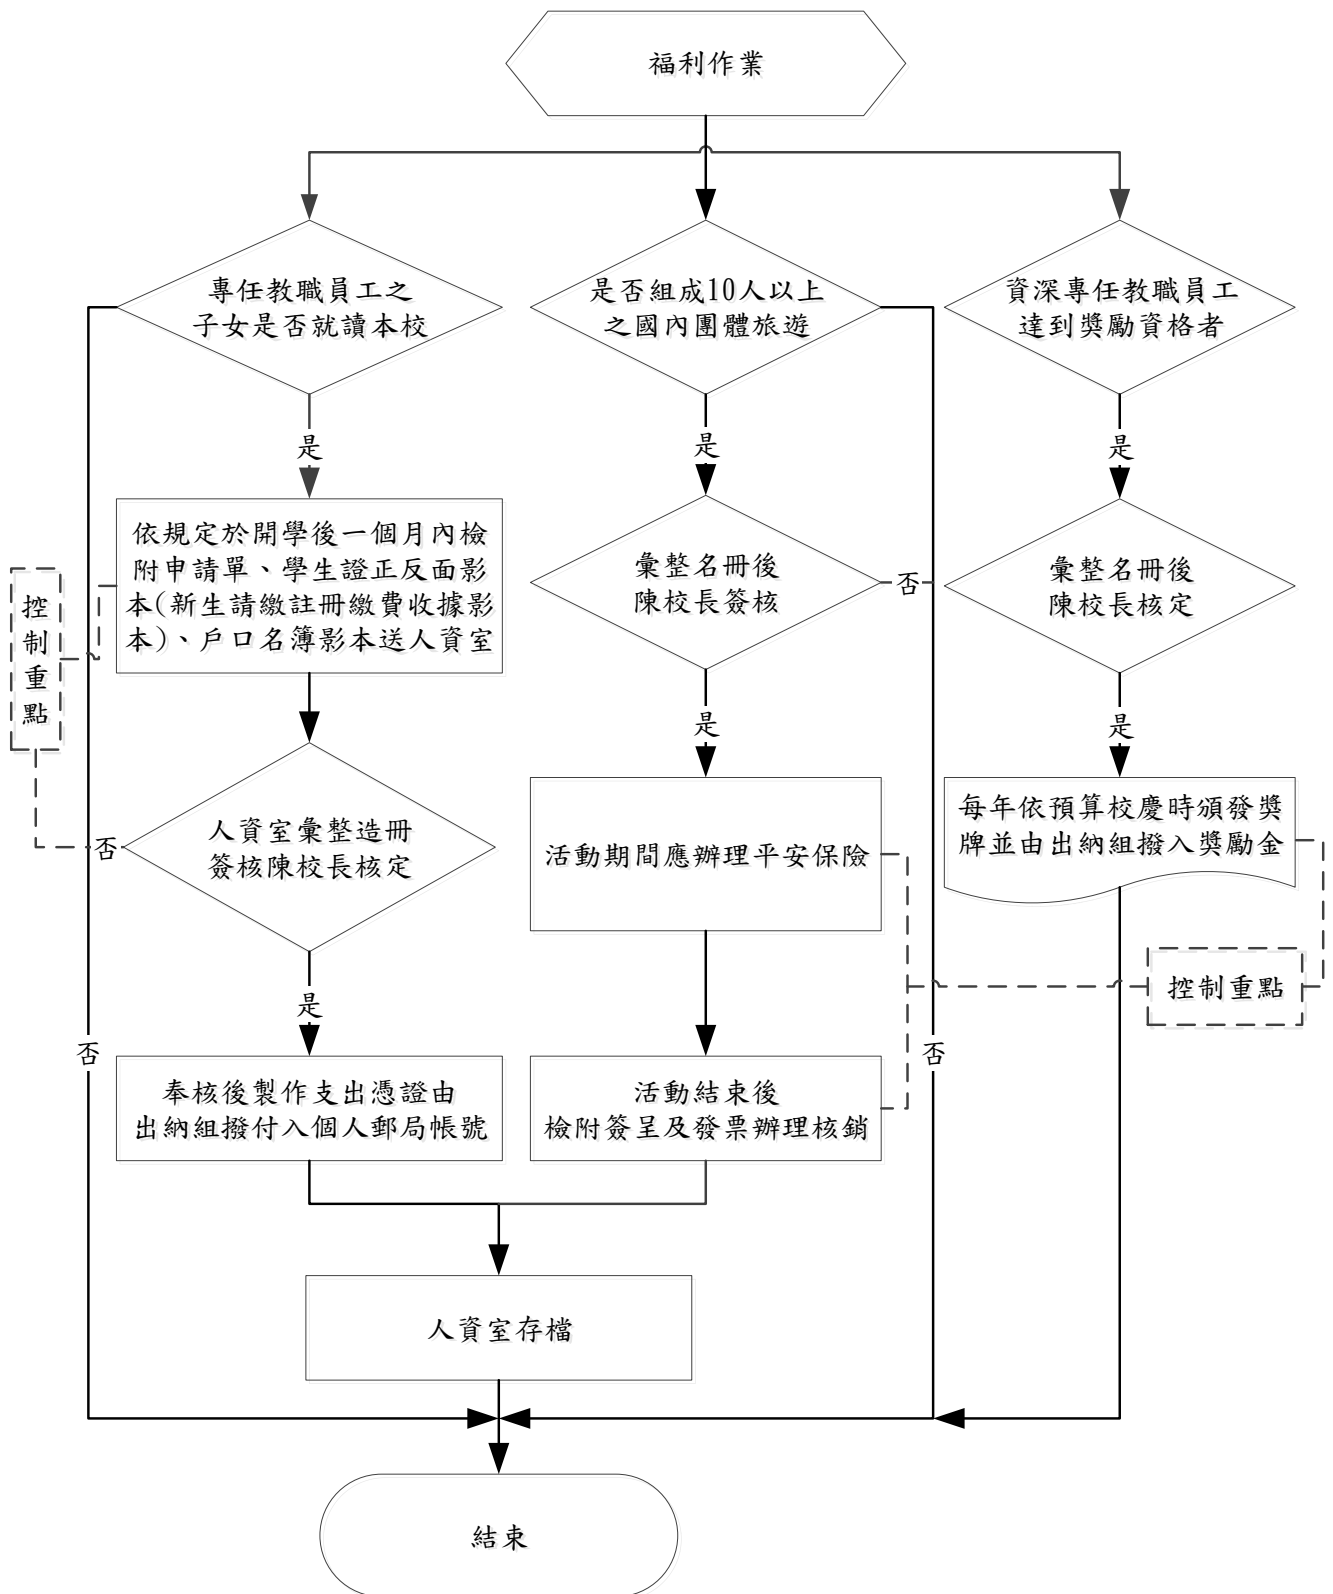 福利作業
專任教職員工之
子女是否就讀本校
是否組成10人以上
之國內團體旅遊
資深專任教職員工
達到獎勵資格者
是
是
是
依規定於開學後一個月內檢
附申請單、學生證正反面影
本(新生請繳註冊繳費收據影
本)、戶口名簿影本送人資室
控
制
重
點
彙整名冊後
陳校長簽核
否
彙整名冊後
陳校長核定
是
是
人資室彙整造冊
簽核陳校長核定
否
活動期間應辦理平安保險
每年依預算校慶時頒發獎
牌並由出納組撥入獎勵金
控制重點
是
否
否
奉核後製作支出憑證由
出納組撥付入個人郵局帳號
活動結束後
檢附簽呈及發票辦理核銷
人資室存檔
結束